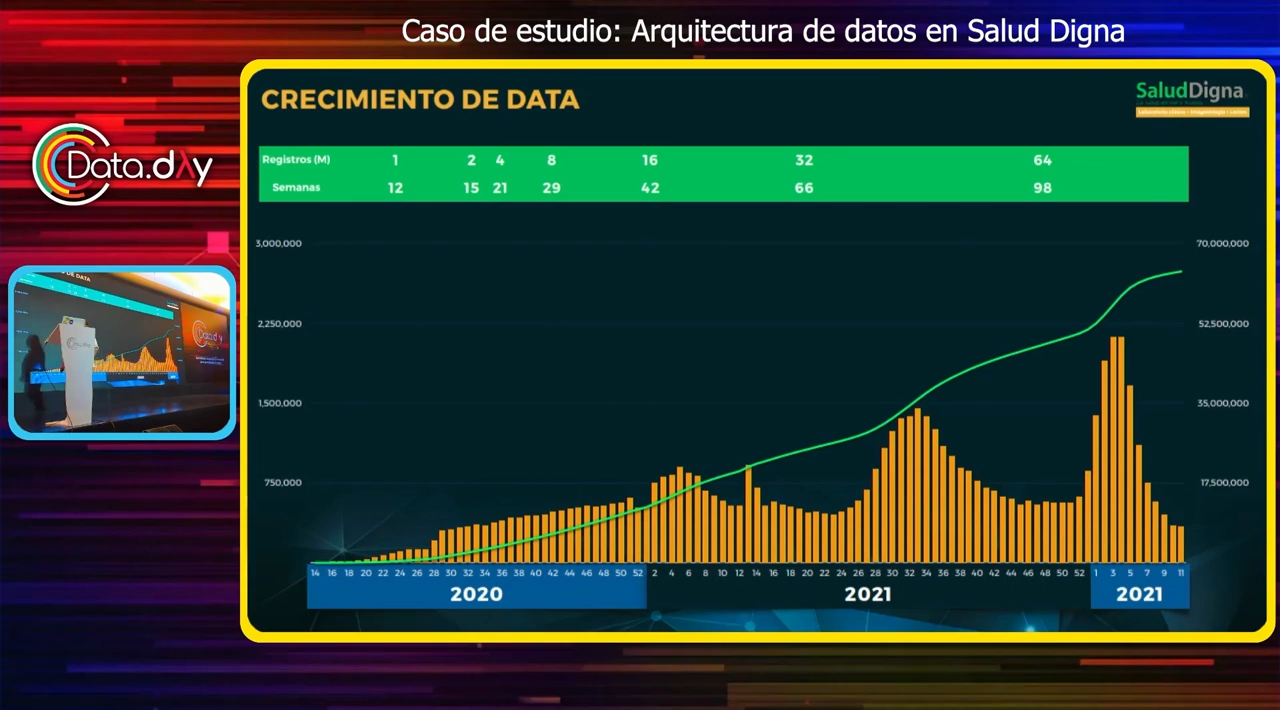 Caso de estudio: Arquitectura de datos en Salud Digna
CRECIMIENTO DE DATA
SaludDigna
Laboratorio clínico • Imagenología • Lentes
Data.dλy
Registros (M) 1 2 4 8 16 32 64
Semanas 12 15 21 29 42 66 98
3,000,000 70,000,000
2,250,000 52,500,000
1,500,000 35,000,000
750,000 17,500,000
14 16 18 20 22 24 26 28 30 32 34 36 38 40 42 44 46 48 50 52 2 4 6 8 10 12 14 16 18 20 22 24 26 28 30 32 34 36 38 40 42 44 46 48 50 52 1 3 5 7 9 11
2020 2021 2021